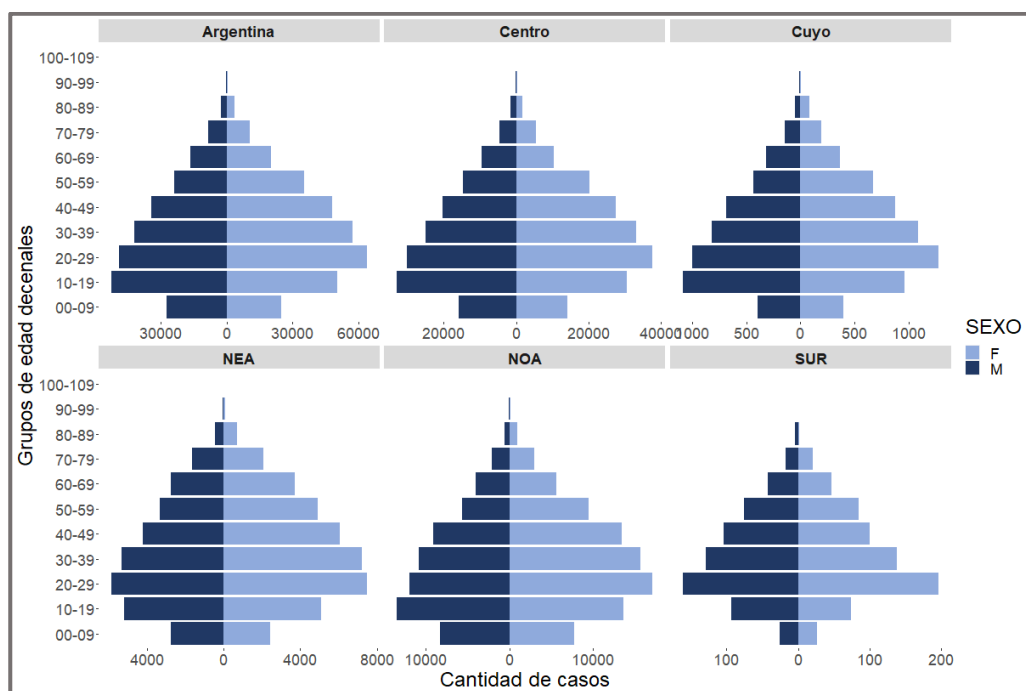 Argentina Centro Cuyo
Grupos de edad decenales
100-109
90-99
80-89
70-79
60-69
50-59
40-49
30-39
20-29
10-19
00-09
30000 0 30000 60000
20000 0 20000 40000
1000 500 0 500 1000
SEXO
F
M
NEA NOA SUR
100-109
90-99
80-89
70-79
60-69
50-59
40-49
30-39
20-29
10-19
00-09
4000 0 4000 8000
10000 0 10000
100 0 100 200
Cantidad de casos